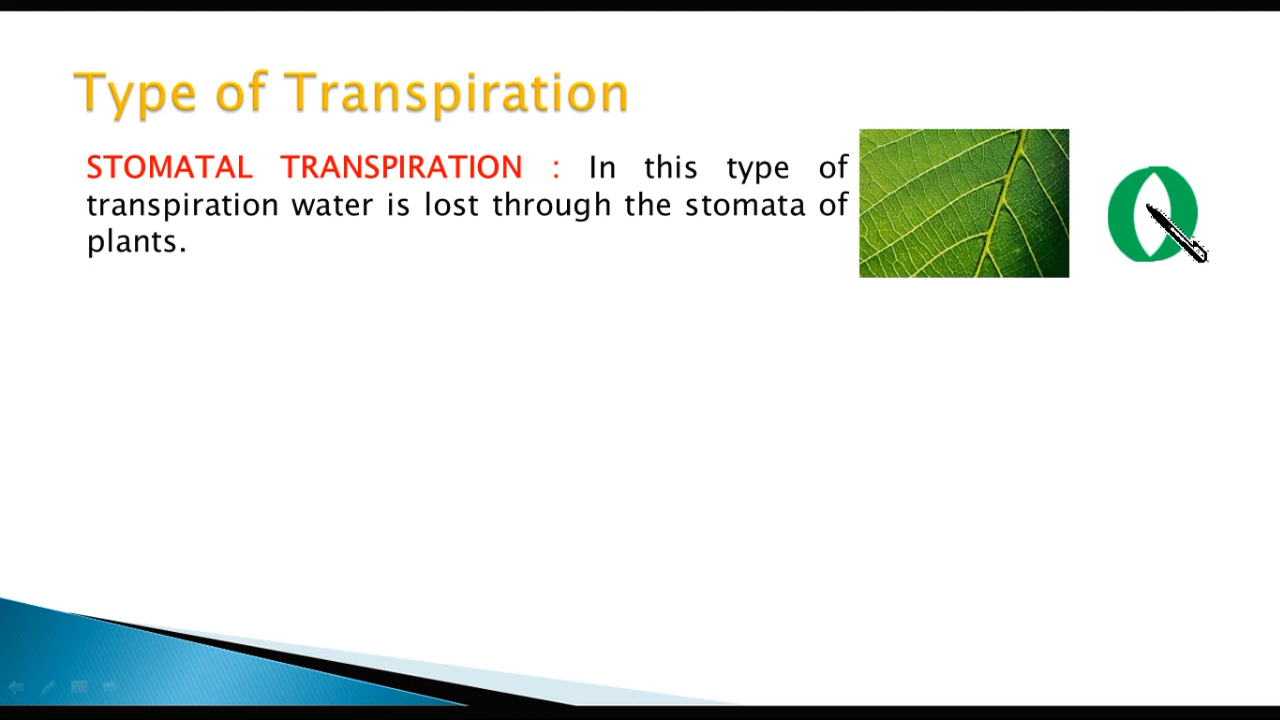 Type of Transpiration
STOMATAL TRANSPIRATION : In this type of
transpiration water is lost through the stomata of
plants.